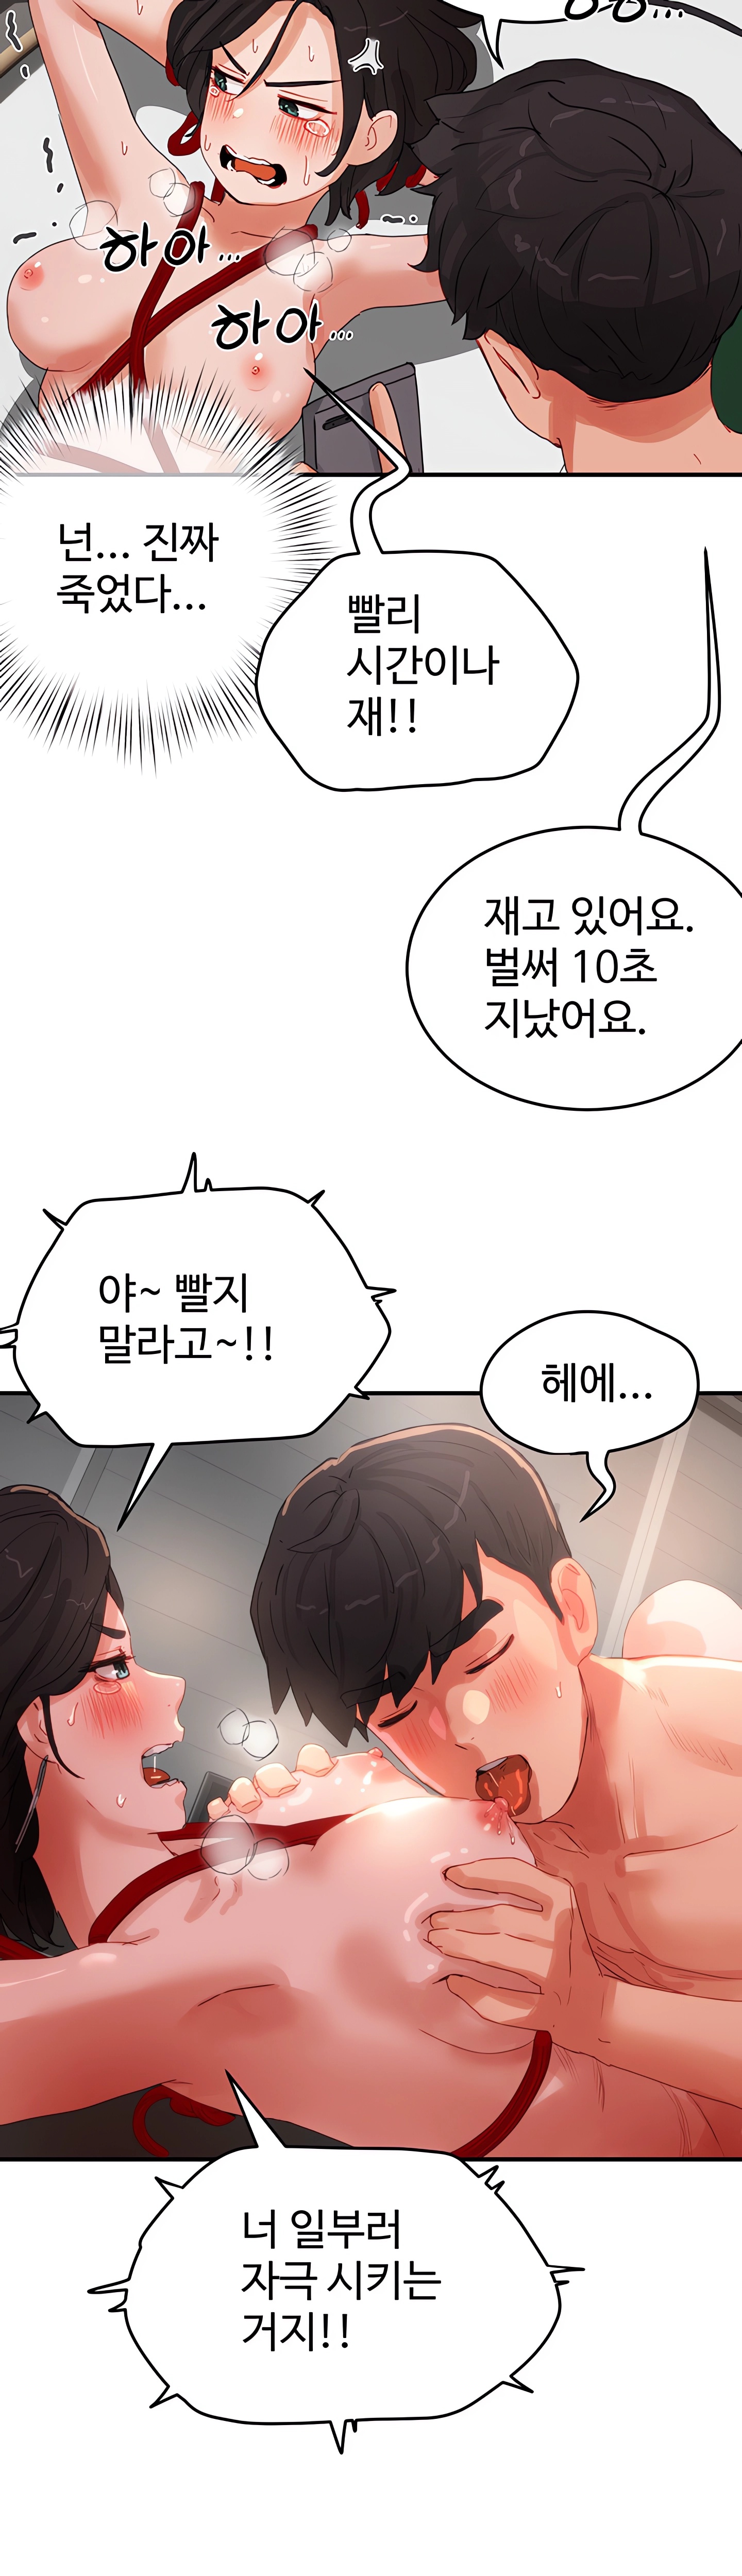 하아...
하아...
넌... 진짜
죽었다...
빨리
시간이나
재!!
재고 있어요.
벌써 10초
지났어요.
야~ 빨지
말라고~!!
헤에...
너 일부러
자극 시키는
거지!!